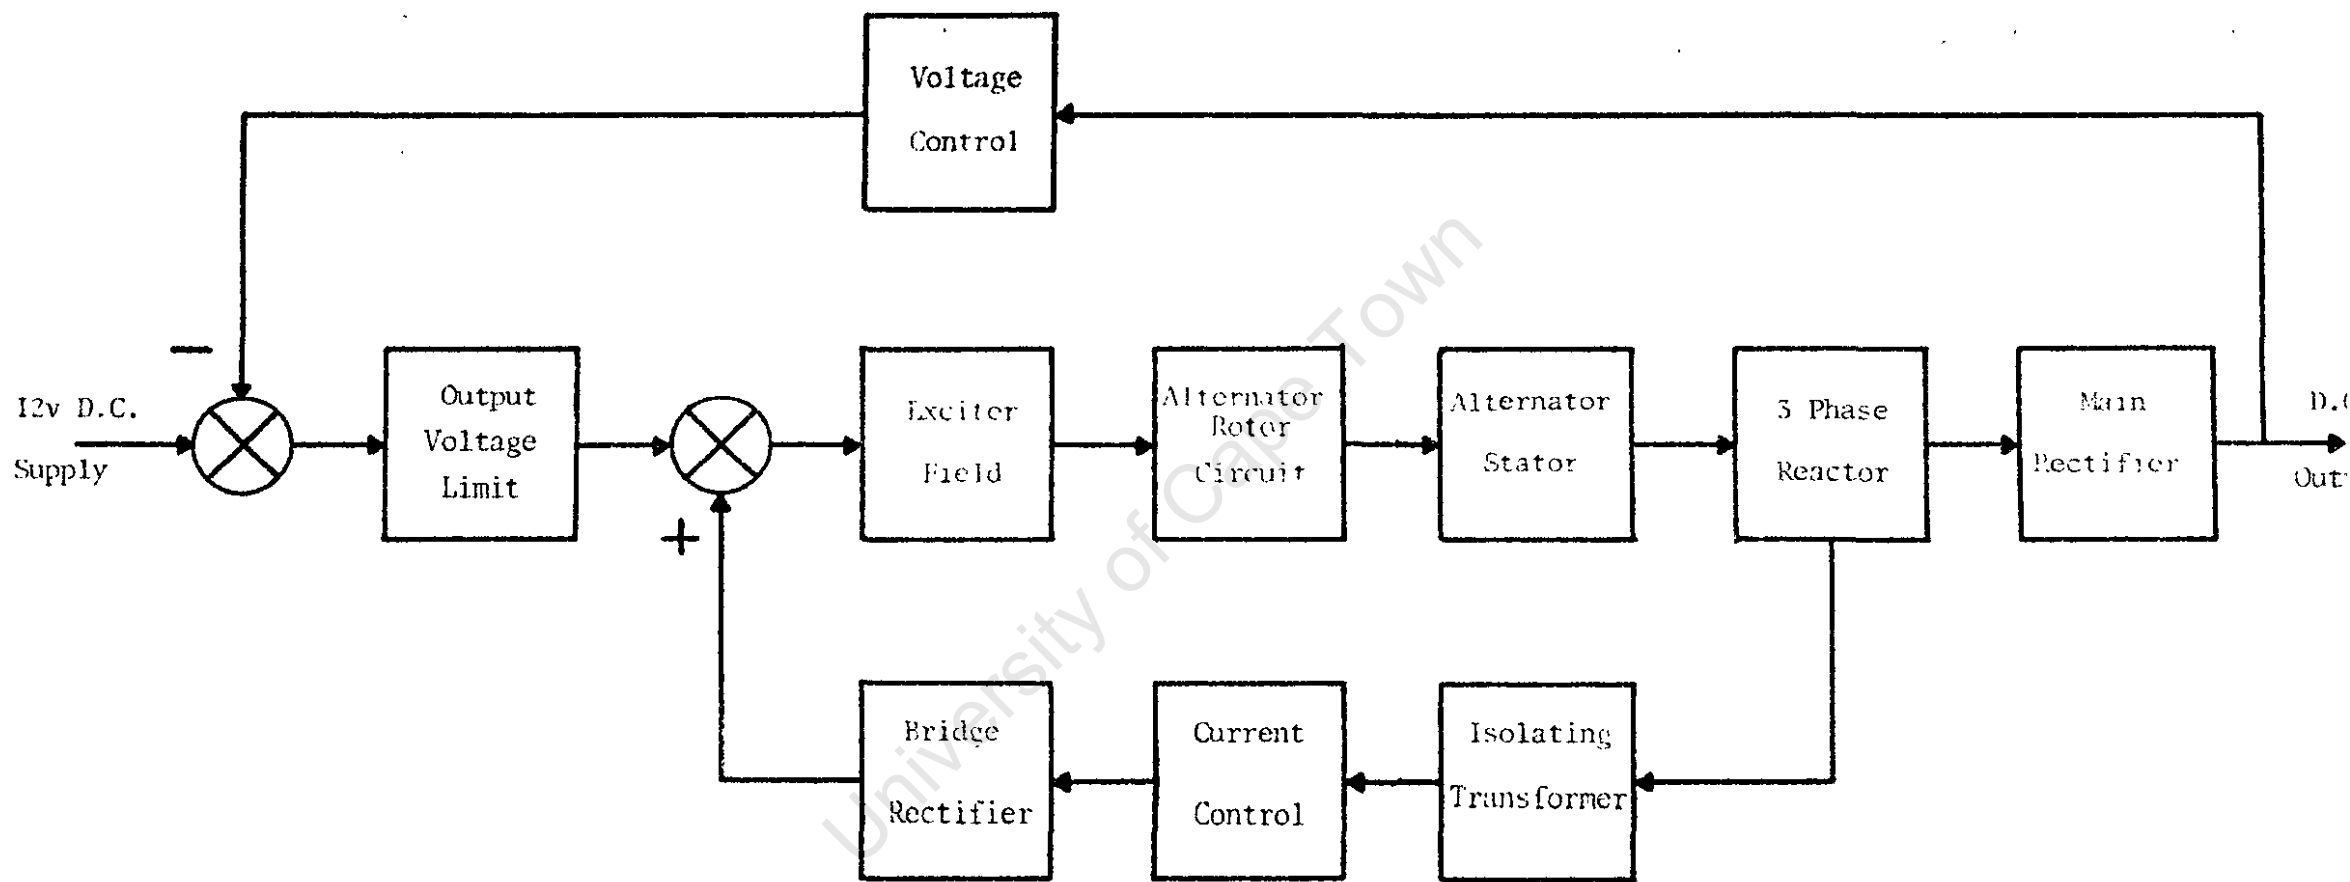 Voltage
Control
12v D.C.
Supply
Output
Voltage
Limit
Exciter
Field
Alternator
Rotor
Circuit
Alternator
Stator
3 Phase
Reactor
Main
Rectifier
Bridge
Rectifier
Current
Control
Isolating
Transformer
University of Cape Town